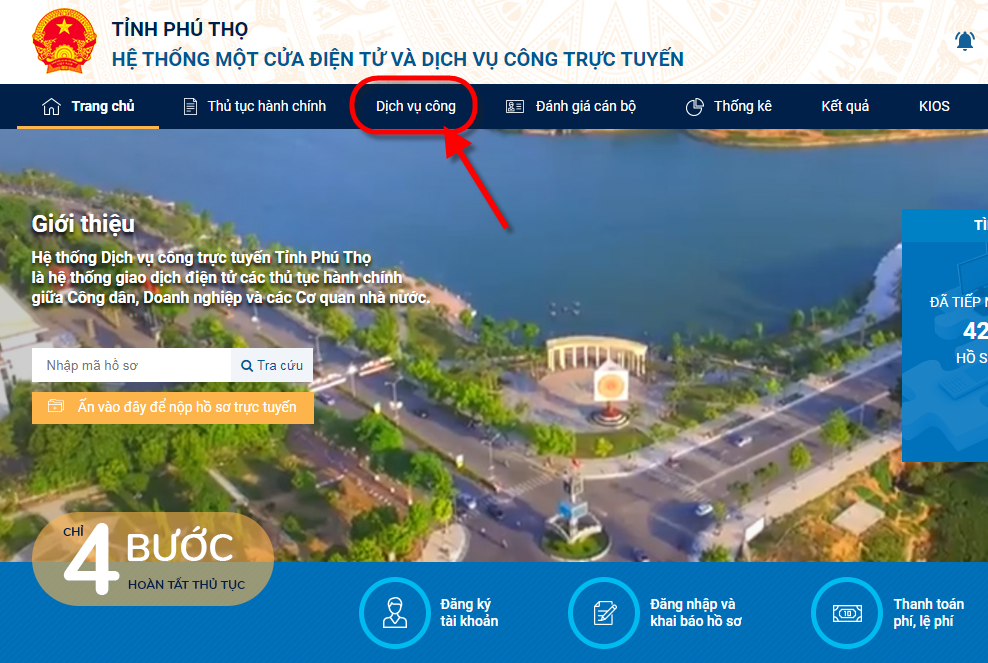 TỈNH PHÚ THỌ
HỆ THỐNG MỘT CỬA ĐIỆN TỬ VÀ DỊCH VỤ CÔNG TRỰC TUYẾN
Trang chủ Thủ tục hành chính Dịch vụ công Đánh giá cán bộ Thống kê Kết quả KIOS
Giới thiệu
Hệ thống Dịch vụ công trực tuyến Tỉnh Phú Thọ
là hệ thống giao dịch điện tử các thủ tục hành chính
giữa Công dân, Doanh nghiệp và các Cơ quan nhà nước.
Nhập mã hồ sơ Tra cứu
Ấn vào đây để nộp hồ sơ trực tuyến
ĐÃ TIẾP
42
HỒ
CHỈ
4 BƯỚC
HOÀN TẤT THỦ TỤC
Đăng ký
tài khoản
Đăng nhập và
khai báo hồ sơ
10
Thanh toán
phí, lệ phí